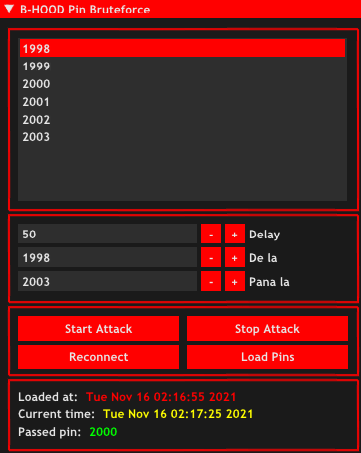 B-HOOD Pin Bruteforce
1998
1999
2000
2001
2002
2003
50 - + Delay
1998 - + De la
2003 - + Pana la
Start Attack Stop Attack
Reconnect Load Pins
Loaded at: Tue Nov 16 02:16:55 2021
Current time: Tue Nov 16 02:17:25 2021
Passed pin: 2000